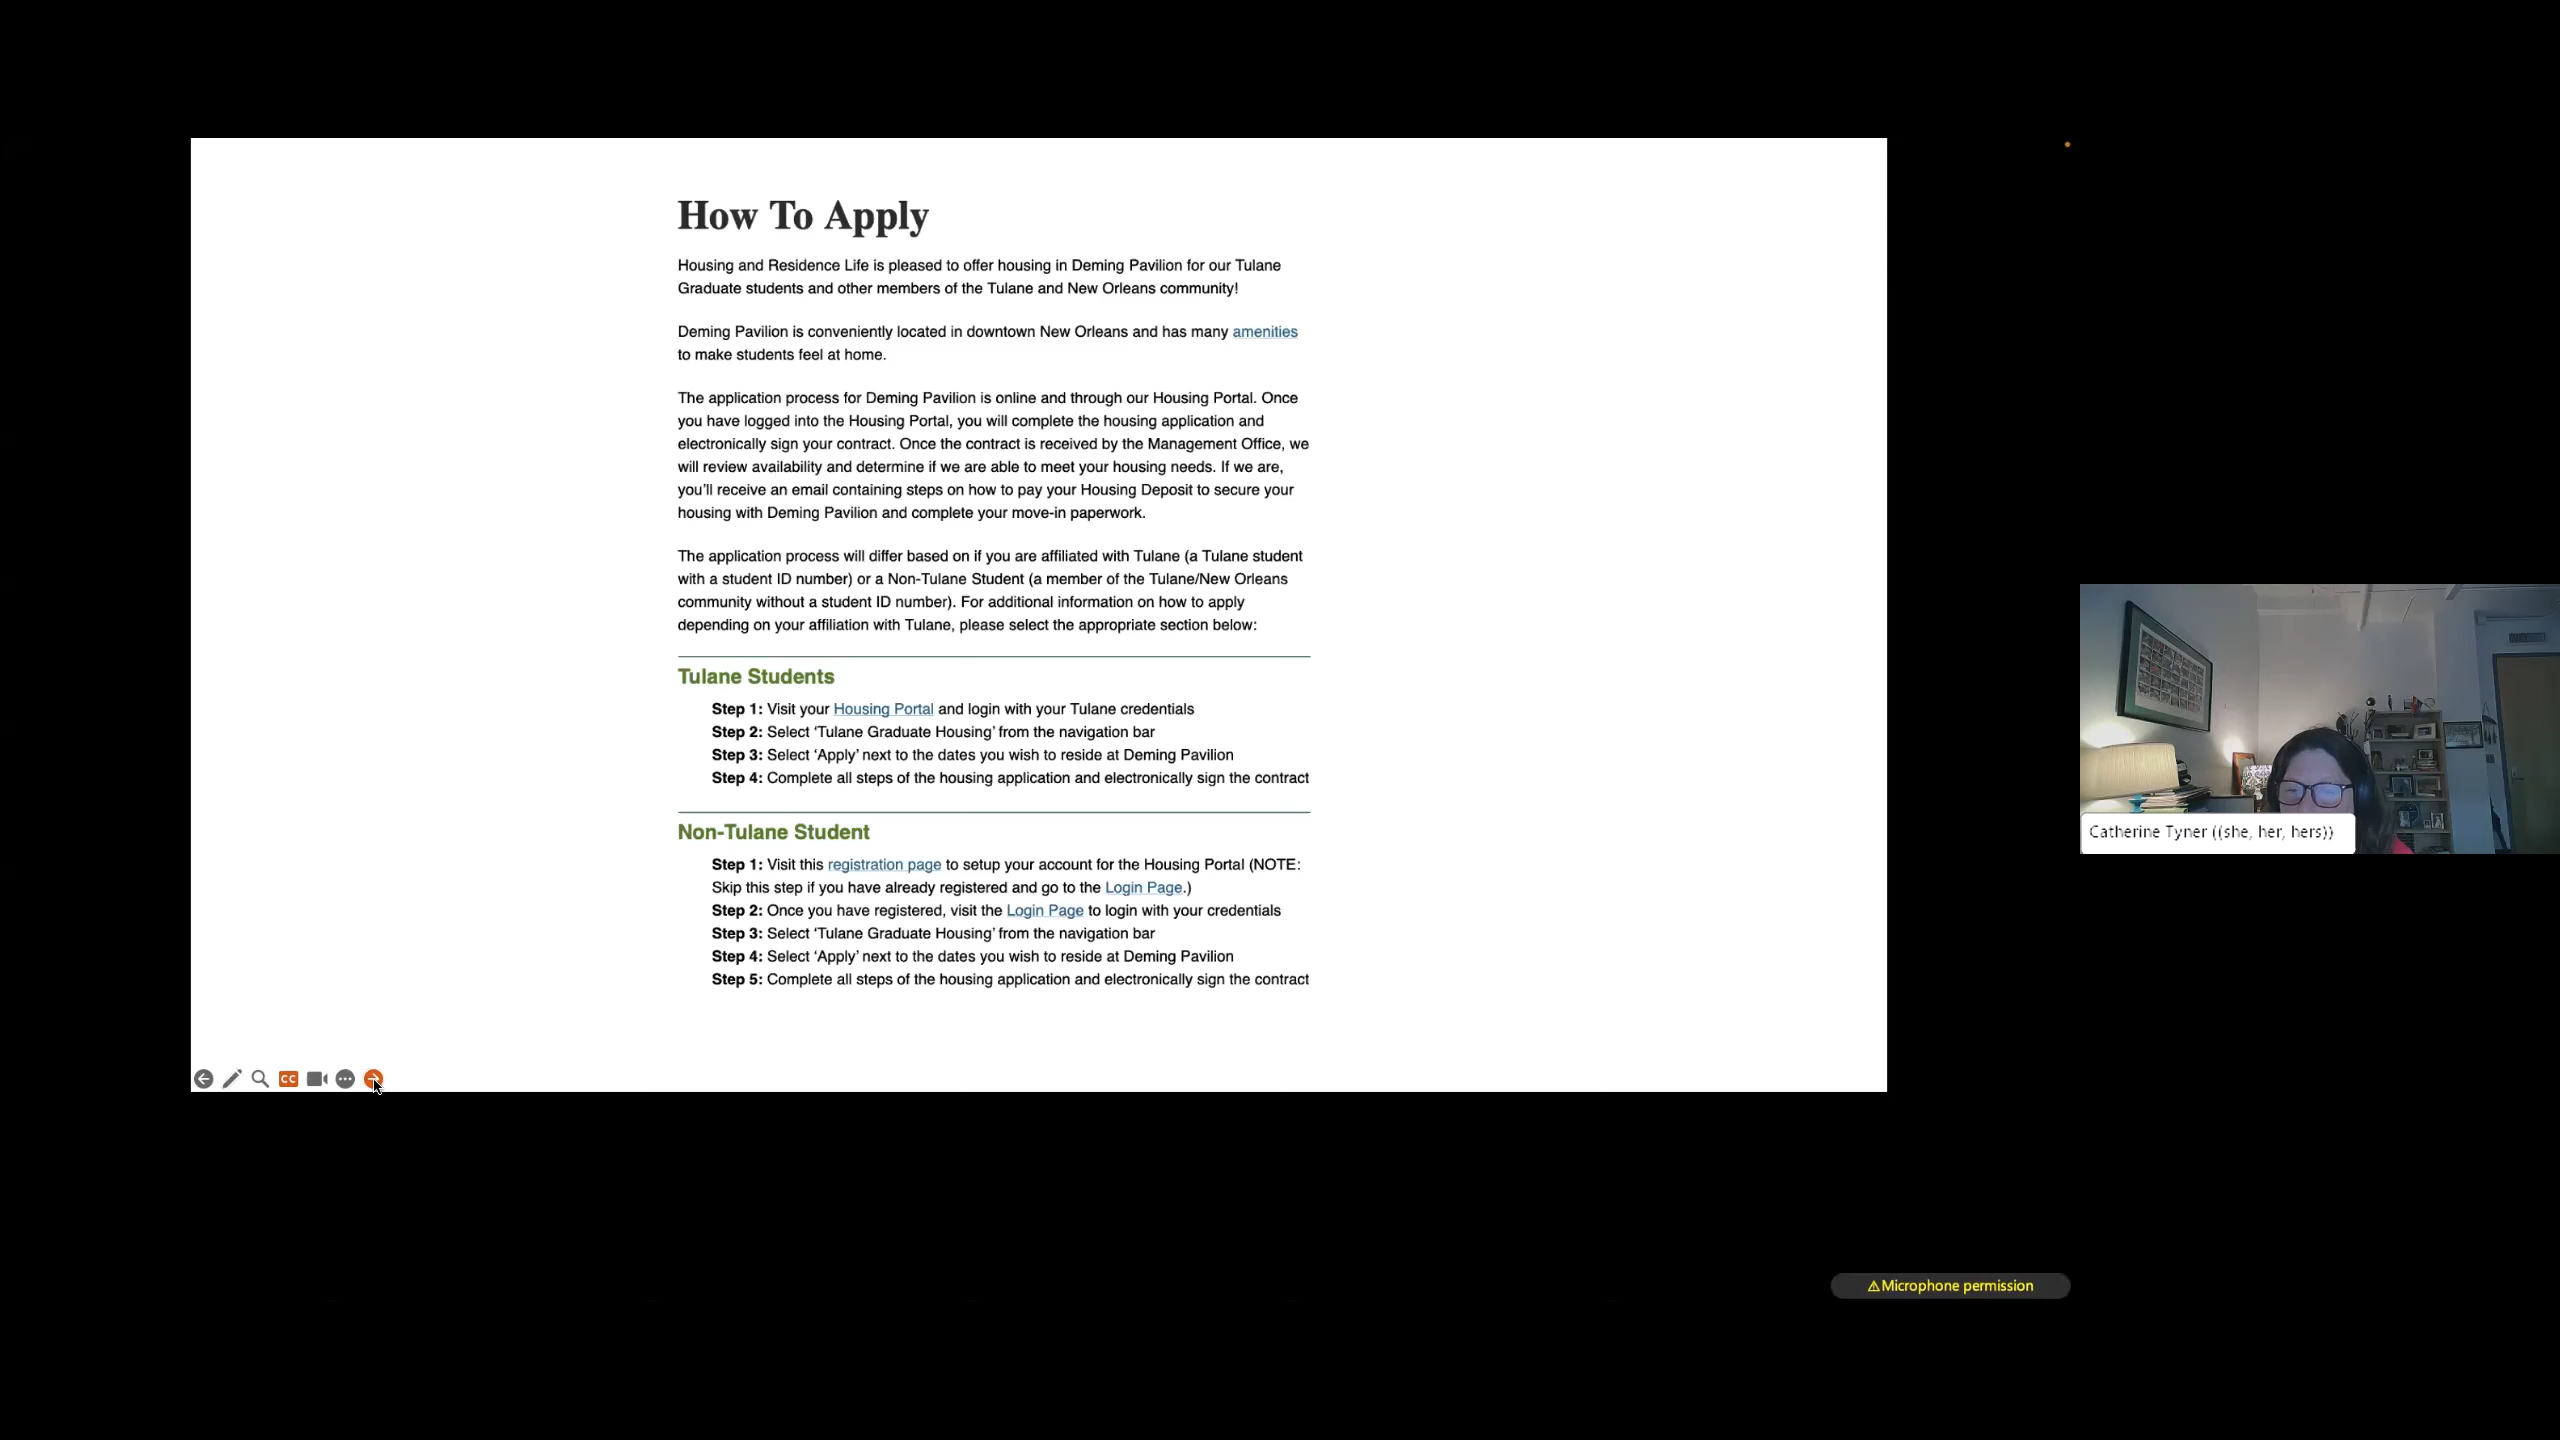 How To Apply
Housing and Residence Life is pleased to offer housing in Deming Pavilion for our Tulane
Graduate students and other members of the Tulane and New Orleans community!
Deming Pavilion is conveniently located in downtown New Orleans and has many amenities
to make students feel at home.
The application process for Deming Pavilion is online and through our Housing Portal. Once
you have logged into the Housing Portal, you will complete the housing application and
electronically sign your contract. Once the contract is received by the Management Office, we
will review availability and determine if we are able to meet your housing needs. If we are,
you’ll receive an email containing steps on how to pay your Housing Deposit to secure your
housing with Deming Pavilion and complete your move-in paperwork.
The application process will differ based on if you are affiliated with Tulane (a Tulane student
with a student ID number) or a Non-Tulane Student (a member of the Tulane/New Orleans
community without a student ID number). For additional information on how to apply
depending on your affiliation with Tulane, please select the appropriate section below:
Tulane Students
Step 1: Visit your Housing Portal and login with your Tulane credentials
Step 2: Select ‘Tulane Graduate Housing’ from the navigation bar
Step 3: Select ‘Apply’ next to the dates you wish to reside at Deming Pavilion
Step 4: Complete all steps of the housing application and electronically sign the contract
Non-Tulane Student
Step 1: Visit this registration page to setup your account for the Housing Portal (NOTE:
Skip this step if you have already registered and go to the Login Page.)
Step 2: Once you have registered, visit the Login Page to login with your credentials
Step 3: Select ‘Tulane Graduate Housing’ from the navigation bar
Step 4: Select ‘Apply’ next to the dates you wish to reside at Deming Pavilion
Step 5: Complete all steps of the housing application and electronically sign the contract
CC
Catherine Tyner ((she, her, hers))
⚠Microphone permission